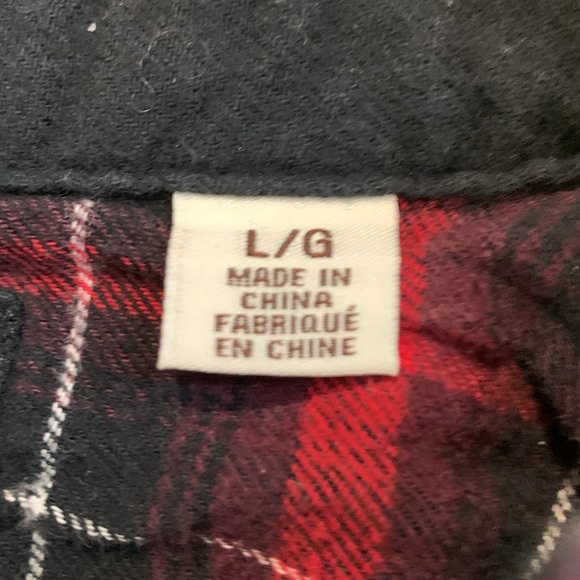 L/G
MADE IN
CHINA
FABRIQUÉ
EN CHINE